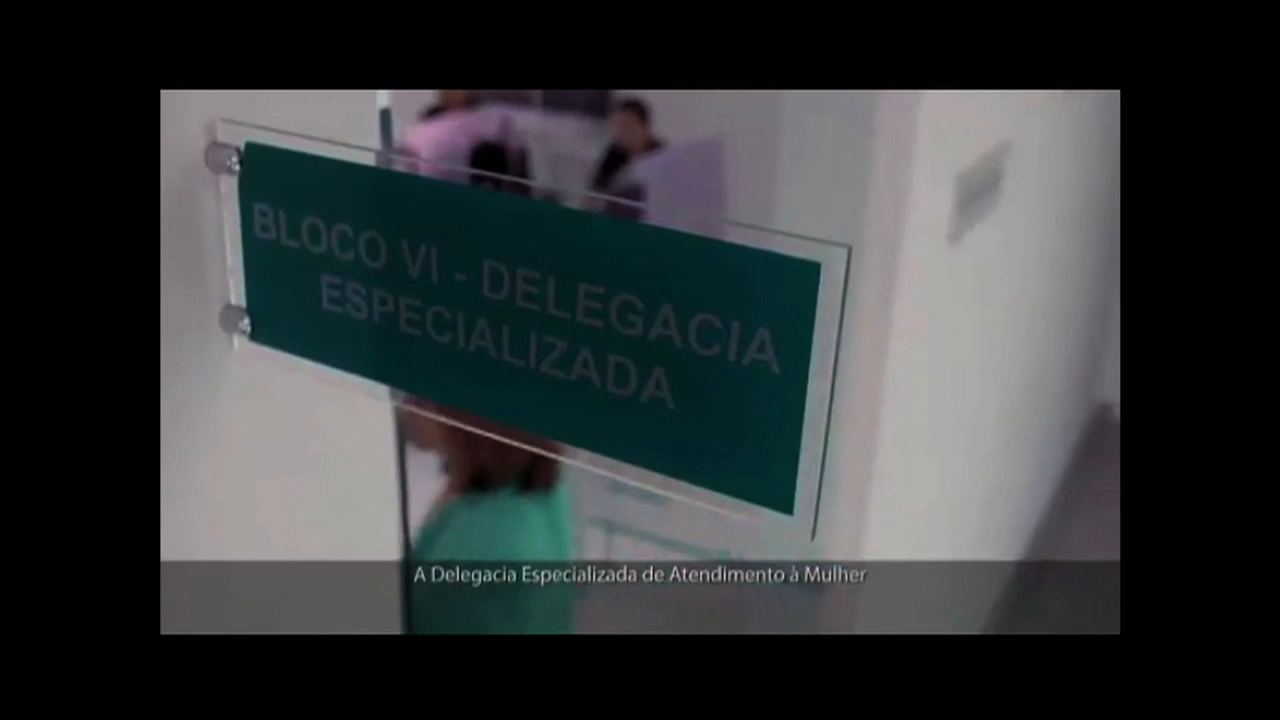 BLOCO VI - DELEGACIA
ESPECIALIZADA
A Delegacia Especializada de Atendimento à Mulher